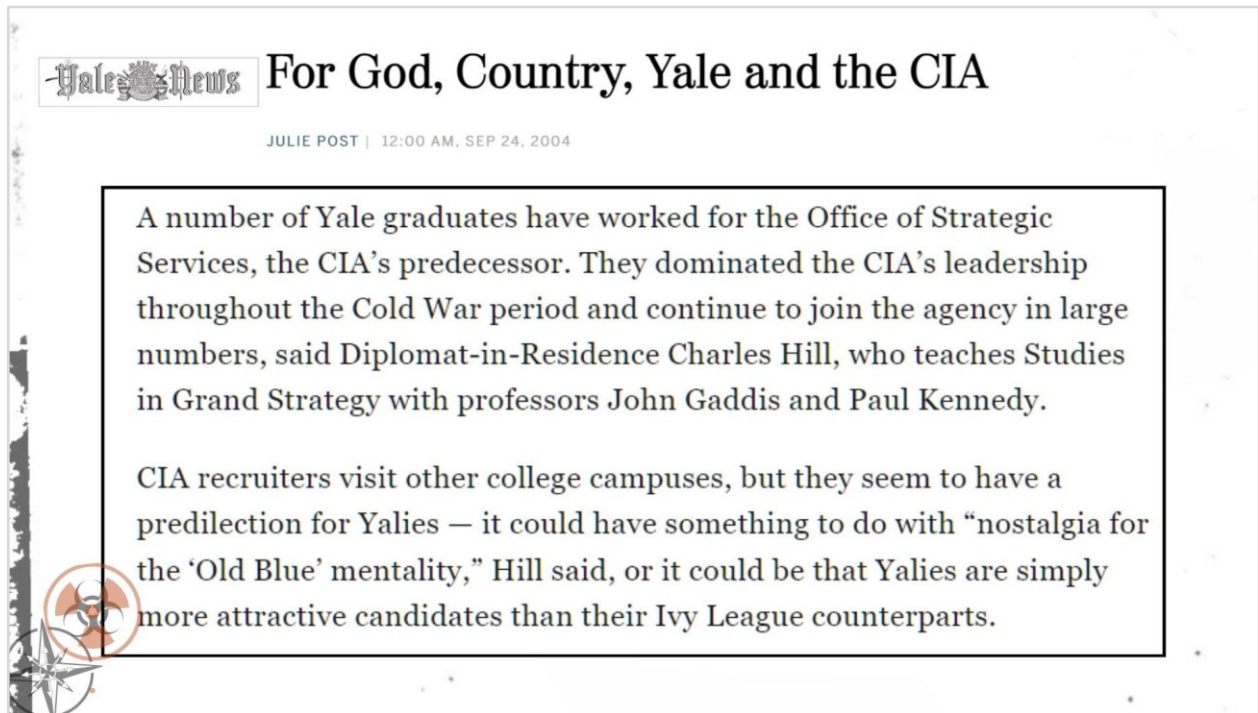 Yale News
For God, Country, Yale and the CIA
JULIE POST | 12:00 AM, SEP 24, 2004
A number of Yale graduates have worked for the Office of Strategic
Services, the CIA’s predecessor. They dominated the CIA’s leadership
throughout the Cold War period and continue to join the agency in large
numbers, said Diplomat-in-Residence Charles Hill, who teaches Studies
in Grand Strategy with professors John Gaddis and Paul Kennedy.
CIA recruiters visit other college campuses, but they seem to have a
predilection for Yalies — it could have something to do with “nostalgia for
the ‘Old Blue’ mentality,” Hill said, or it could be that Yalies are simply
more attractive candidates than their Ivy League counterparts.